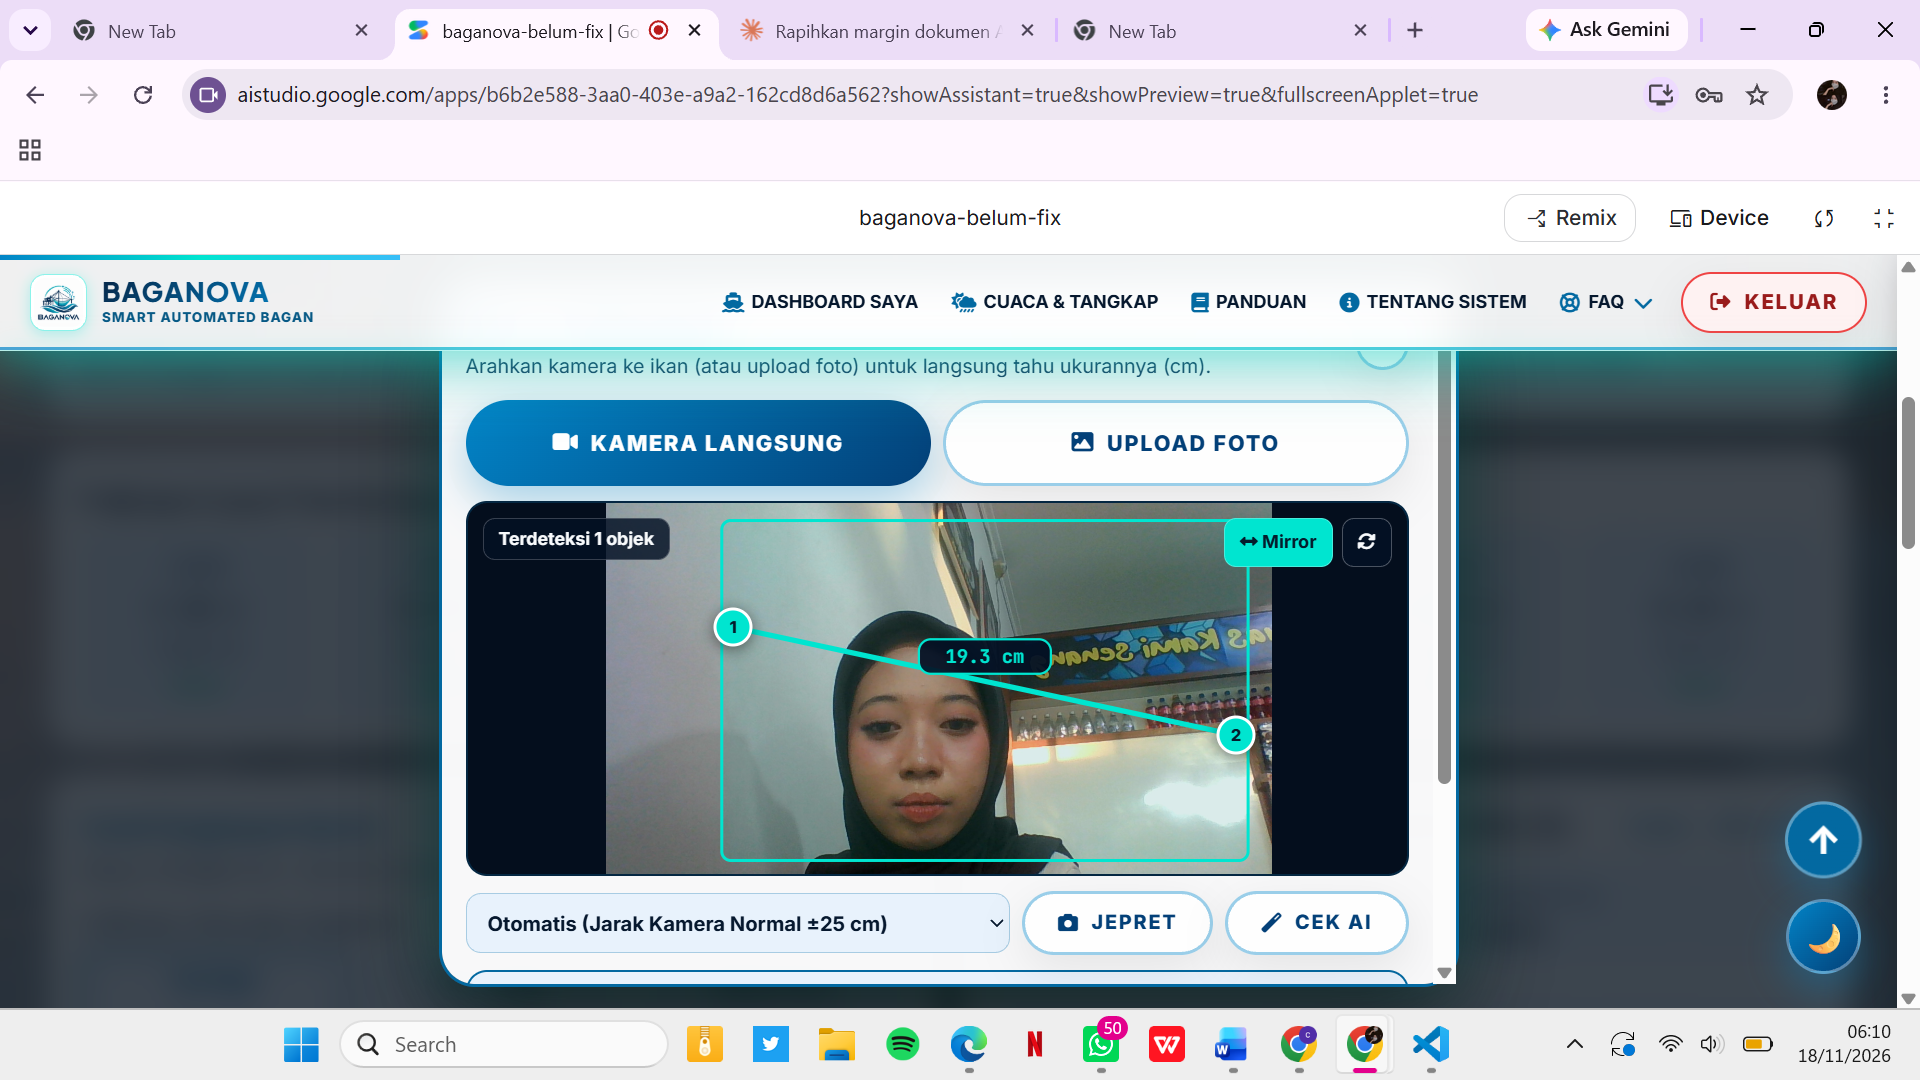 New Tab
baganova-belum-fix | Go
Rapihkan margin dokumen A
New Tab
Ask Gemini
aistudio.google.com/apps/b6b2e588-3aa0-403e-a9a2-162cd8d6a562?showAssistant=true&showPreview=true&fullscreenApplet=true
baganova-belum-fix
Remix
Device
BAGANOVA
BAGANOVA
SMART AUTOMATED BAGAN
DASHBOARD SAYA
CUACA & TANGKAP
PANDUAN
TENTANG SISTEM
FAQ
KELUAR
Arahkan kamera ke ikan (atau upload foto) untuk langsung tahu ukurannya (cm).
KAMERA LANGSUNG
UPLOAD FOTO
Terdeteksi 1 objek
Mirror
1
19.3 cm
Kami Senang
2
Otomatis (Jarak Kamera Normal ±25 cm)
JEPRET
CEK AI
Search
50
06:10
18/11/2026